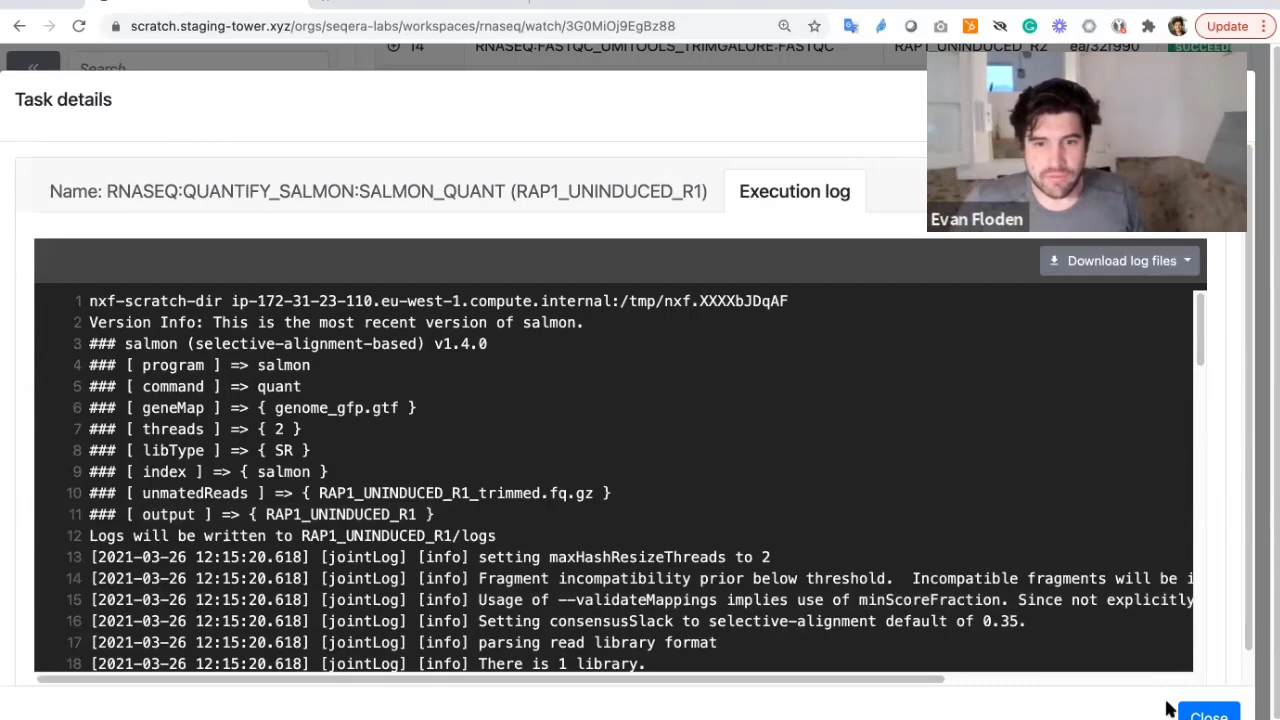 scratch.staging-tower.xyz/orgs/seqera-labs/workspaces/rnaseq/watch/3G0MiOj9EgBz88
Update
14 RNASEQ:FASTQC_UMITOOLS_TRIMGALORE:FASTQC RAP1_UNINDUCED_R2 ea/32f990 SUCCEED
Search
Task details
Name: RNASEQ:QUANTIFY_SALMON:SALMON_QUANT (RAP1_UNINDUCED_R1) Execution log
Evan Floden
Download log files
1 nxf-scratch-dir ip-172-31-23-110.eu-west-1.compute.internal:/tmp/nxf.XXXXbJDqAF
2 Version Info: This is the most recent version of salmon.
3 ### salmon (selective-alignment-based) v1.4.0
4 ### [ program ] => salmon
5 ### [ command ] => quant
6 ### [ geneMap ] => { genome_gfp.gtf }
7 ### [ threads ] => { 2 }
8 ### [ libType ] => { SR }
9 ### [ index ] => { salmon }
10 ### [ unmatedReads ] => { RAP1_UNINDUCED_R1_trimmed.fq.gz }
11 ### [ output ] => { RAP1_UNINDUCED_R1 }
12 Logs will be written to RAP1_UNINDUCED_R1/logs
13 [2021-03-26 12:15:20.618] [jointLog] [info] setting maxHashResizeThreads to 2
14 [2021-03-26 12:15:20.618] [jointLog] [info] Fragment incompatibility prior below threshold.  Incompatible fragments will be i
15 [2021-03-26 12:15:20.618] [jointLog] [info] Usage of --validateMappings implies use of minScoreFraction. Since not explicitly
16 [2021-03-26 12:15:20.618] [jointLog] [info] Setting consensusSlack to selective-alignment default of 0.35.
17 [2021-03-26 12:15:20.618] [jointLog] [info] parsing read library format
18 [2021-03-26 12:15:20.618] [jointLog] [info] There is 1 library.
Close